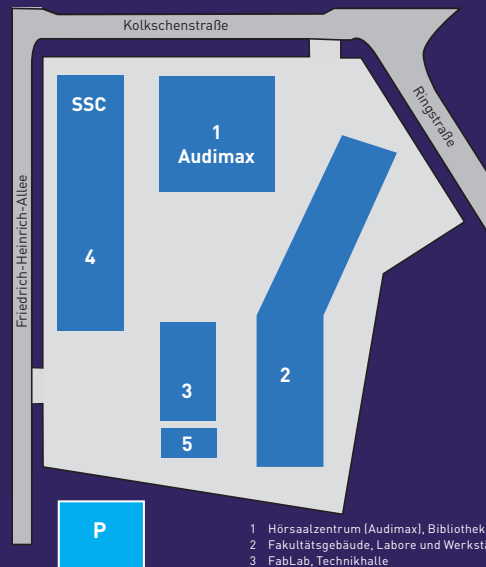 Kolkschenstraße
Ringstraße
SSC
1
Audimax
Friedrich-Heinrich-Allee
4
2
3
5
P
1 Hörsaalzentrum (Audimax), Bibliothek
2 Fakultätsgebäude, Labore und
3 FabLab, Technikhalle